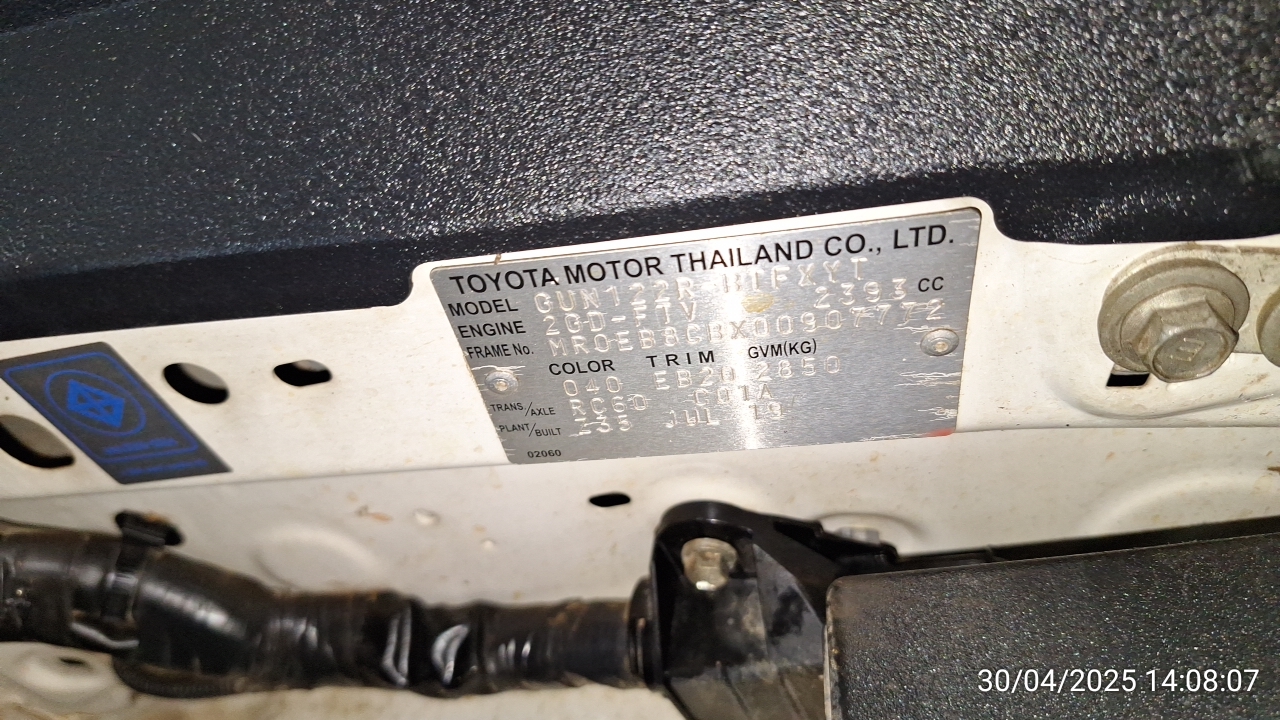 TOYOTA MOTOR THAILAND CO., LTD.
MODEL GUN122R-BTFXYT
ENGINE 2GD-FTV 2393 CC
FRAME No. MR0EB8CBX00907772
COLOR TRIM GVM(KG)
040 EB20 2850
TRANS/AXLE RC60 C01A
PLANT/BUILT JUL 19
02060
30/04/2025 14:08:07